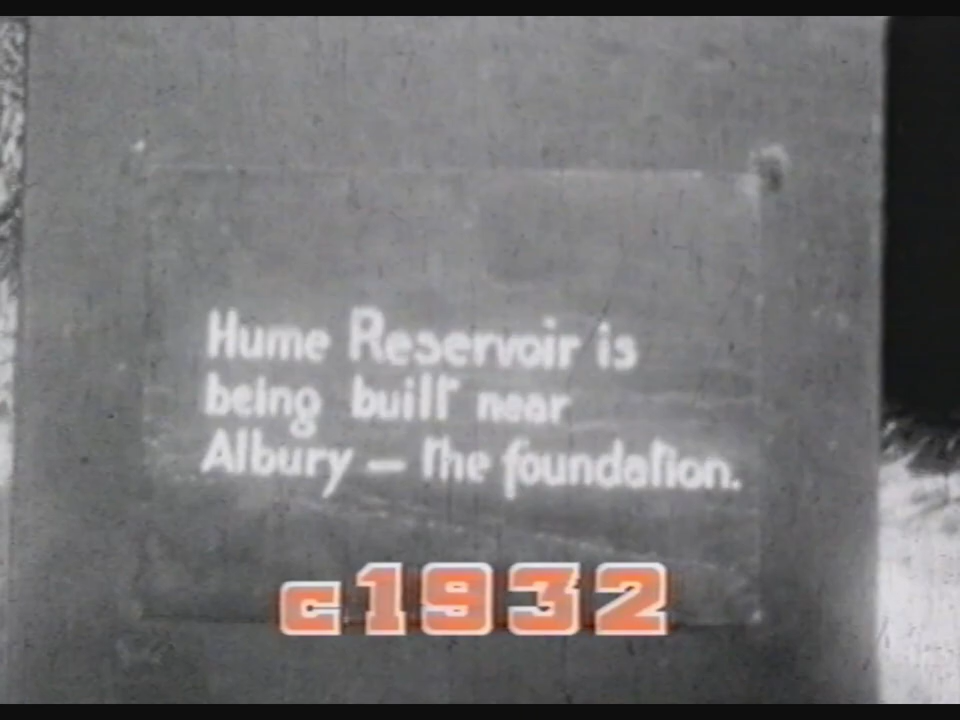 Hume Reservoir is
being built near
Albury — the foundation.
c1932